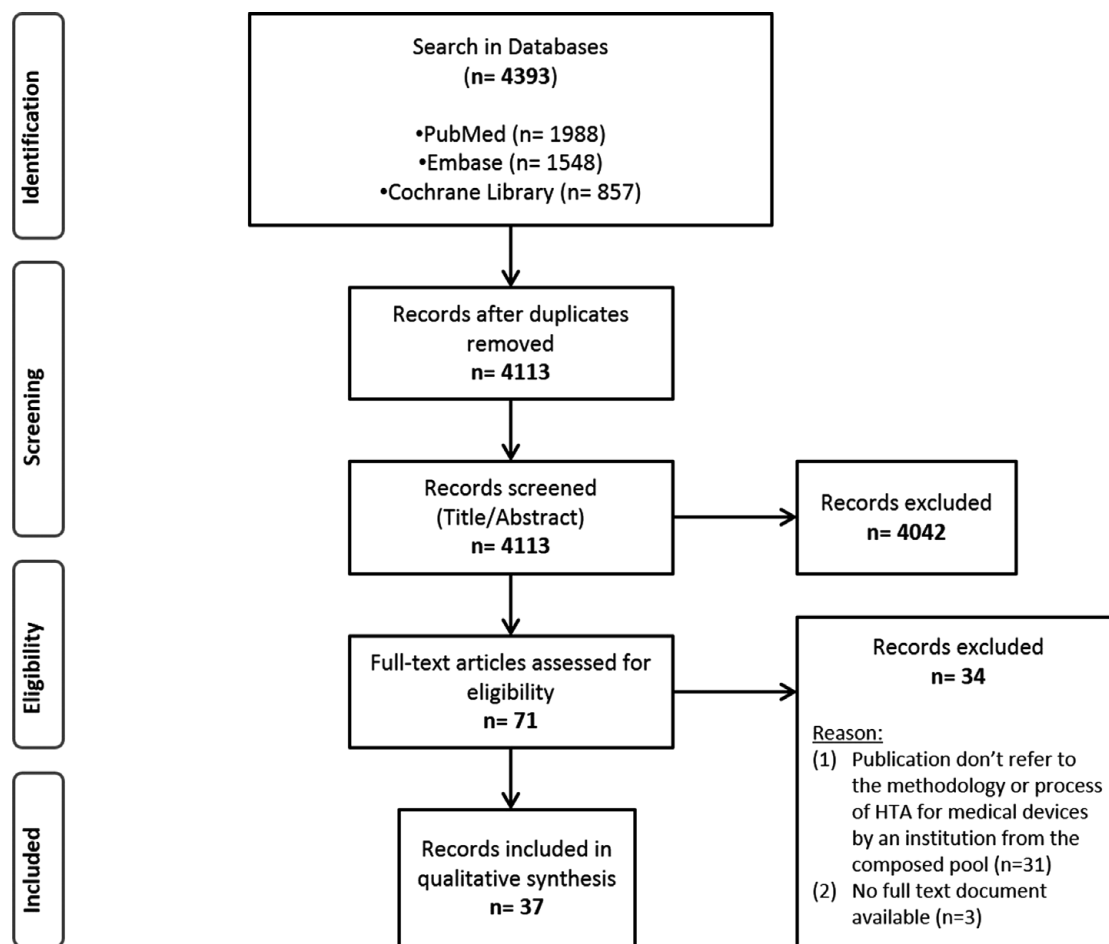 Identification
Search in Databases
(n= 4393)
•PubMed (n= 1988)
•Embase (n= 1548)
•Cochrane Library (n= 857)
Screening
Records after duplicates
removed
n= 4113
Records screened
(Title/Abstract)
n= 4113
Records excluded
n= 4042
Eligibility
Full-text articles assessed for
eligibility
n= 71
Records excluded
n= 34
Reason:
(1) Publication don’t refer to
the methodology or process
of HTA for medical devices
by an institution from the
composed pool (n=31)
(2) No full text document
available (n=3)
Included
Records included in
qualitative synthesis
n= 37